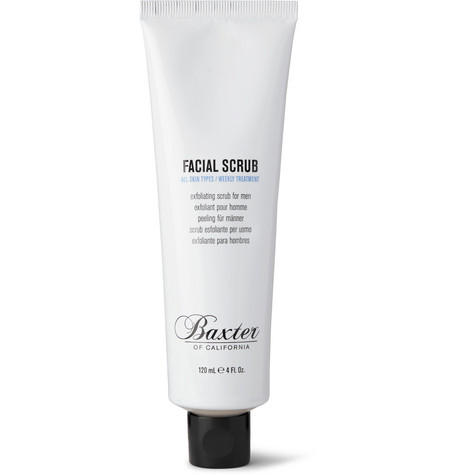 FACIAL SCRUB
ALL SKIN TYPES / WEEKLY TREATMENT
exfoliating scrub for men
exfoliant pour homme
peeling für männer
scrub esfoliante per uomo
exfoliante para hombres
Baxter
OF CALIFORNIA
120 mL ℮ 4 Fl. Oz.